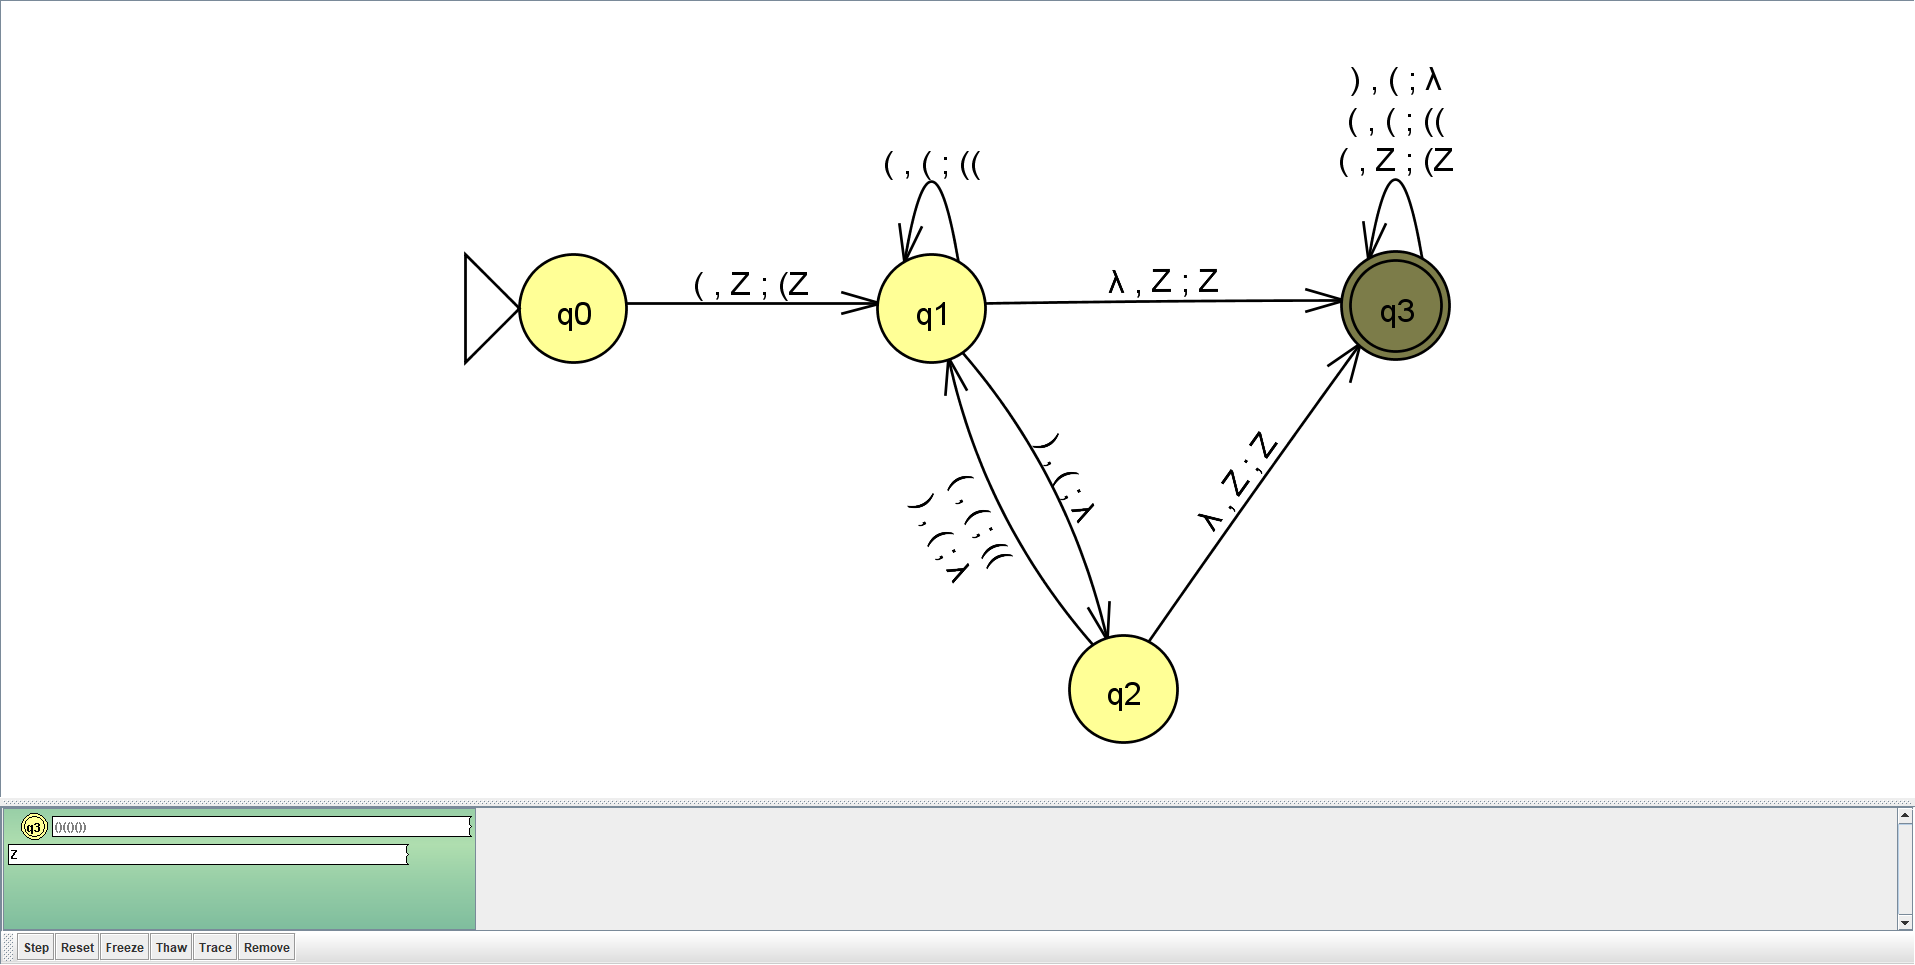 ) , ( ; λ
( , ( ; ((
( , Z ; (Z
( , ( ; ((
q0
( , Z ; (Z
q1
λ , Z ; Z
q3
) , ( ; λ
( , ( ; ((
) , ( ; λ
λ , Z ; Z
q2
q3 ()(()())
Z
Step Reset Freeze Thaw Trace Remove